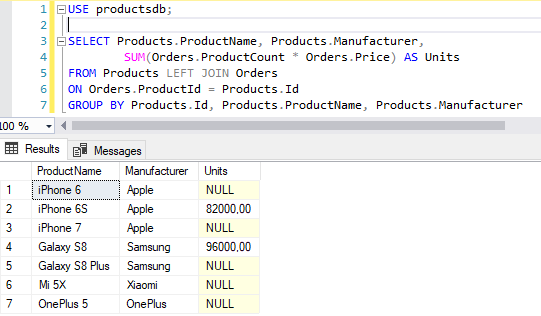 1 USE productsdb;
2
3 SELECT Products.ProductName, Products.Manufacturer,
4 SUM(Orders.ProductCount * Orders.Price) AS Units
5 FROM Products LEFT JOIN Orders
6 ON Orders.ProductId = Products.Id
7 GROUP BY Products.Id, Products.ProductName, Products.Manufacturer
100 %
Results Messages
ProductName Manufacturer Units
1 iPhone 6 Apple NULL
2 iPhone 6S Apple 82000,00
3 iPhone 7 Apple NULL
4 Galaxy S8 Samsung 96000,00
5 Galaxy S8 Plus Samsung NULL
6 Mi 5X Xiaomi NULL
7 OnePlus 5 OnePlus NULL